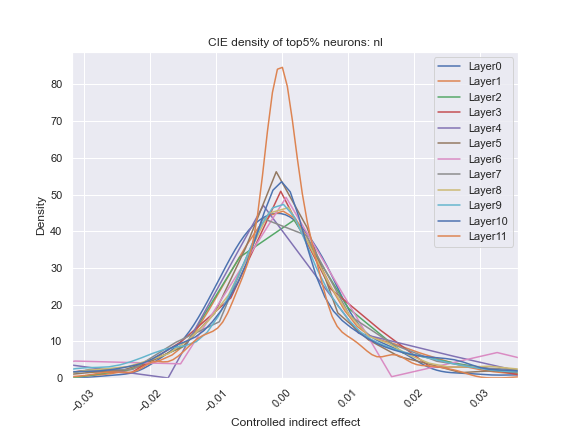 CIE density of top5% neurons: nl
Density
80
70
60
50
40
30
20
10
0
-0.03
-0.02
-0.01
0.00
0.01
0.02
0.03
Controlled indirect effect
Layer0
Layer1
Layer2
Layer3
Layer4
Layer5
Layer6
Layer7
Layer8
Layer9
Layer10
Layer11